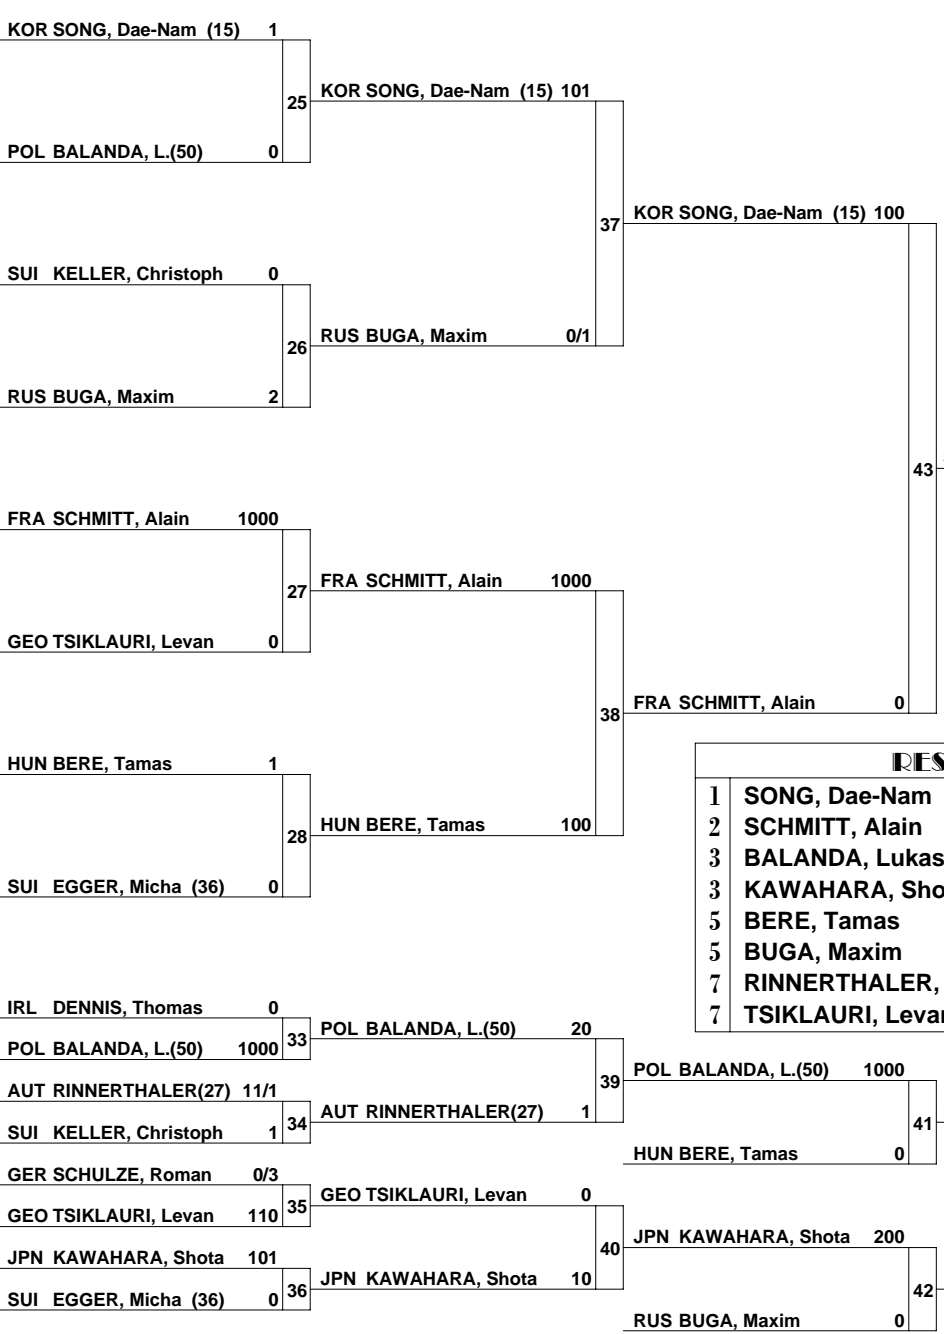 KOR SONG, Dae-Nam (15) 1
25
KOR SONG, Dae-Nam (15) 101
POL BALANDA, L.(50) 0
37
KOR SONG, Dae-Nam (15) 100
SUI KELLER, Christoph 0
26
RUS BUGA, Maxim 0/1
RUS BUGA, Maxim 2
43
FRA SCHMITT, Alain 1000
27
FRA SCHMITT, Alain 1000
GEO TSIKLAURI, Levan 0
38
FRA SCHMITT, Alain 0
HUN BERE, Tamas 1
28
HUN BERE, Tamas 100
SUI EGGER, Micha (36) 0
RES
1 SONG, Dae-Nam
2 SCHMITT, Alain
3 BALANDA, Lukas
3 KAWAHARA, Sho
5 BERE, Tamas
5 BUGA, Maxim
7 RINNERTHALER,
7 TSIKLAURI, Levan
IRL DENNIS, Thomas 0
33
POL BALANDA, L.(50) 20
POL BALANDA, L.(50) 1000
39
POL BALANDA, L.(50) 1000
AUT RINNERTHALER(27) 11/1
34
AUT RINNERTHALER(27) 1
41
SUI KELLER, Christoph 1
HUN BERE, Tamas 0
GER SCHULZE, Roman 0/3
35
GEO TSIKLAURI, Levan 0
GEO TSIKLAURI, Levan 110
40
JPN KAWAHARA, Shota 200
JPN KAWAHARA, Shota 101
36
JPN KAWAHARA, Shota 10
42
SUI EGGER, Micha (36) 0
RUS BUGA, Maxim 0